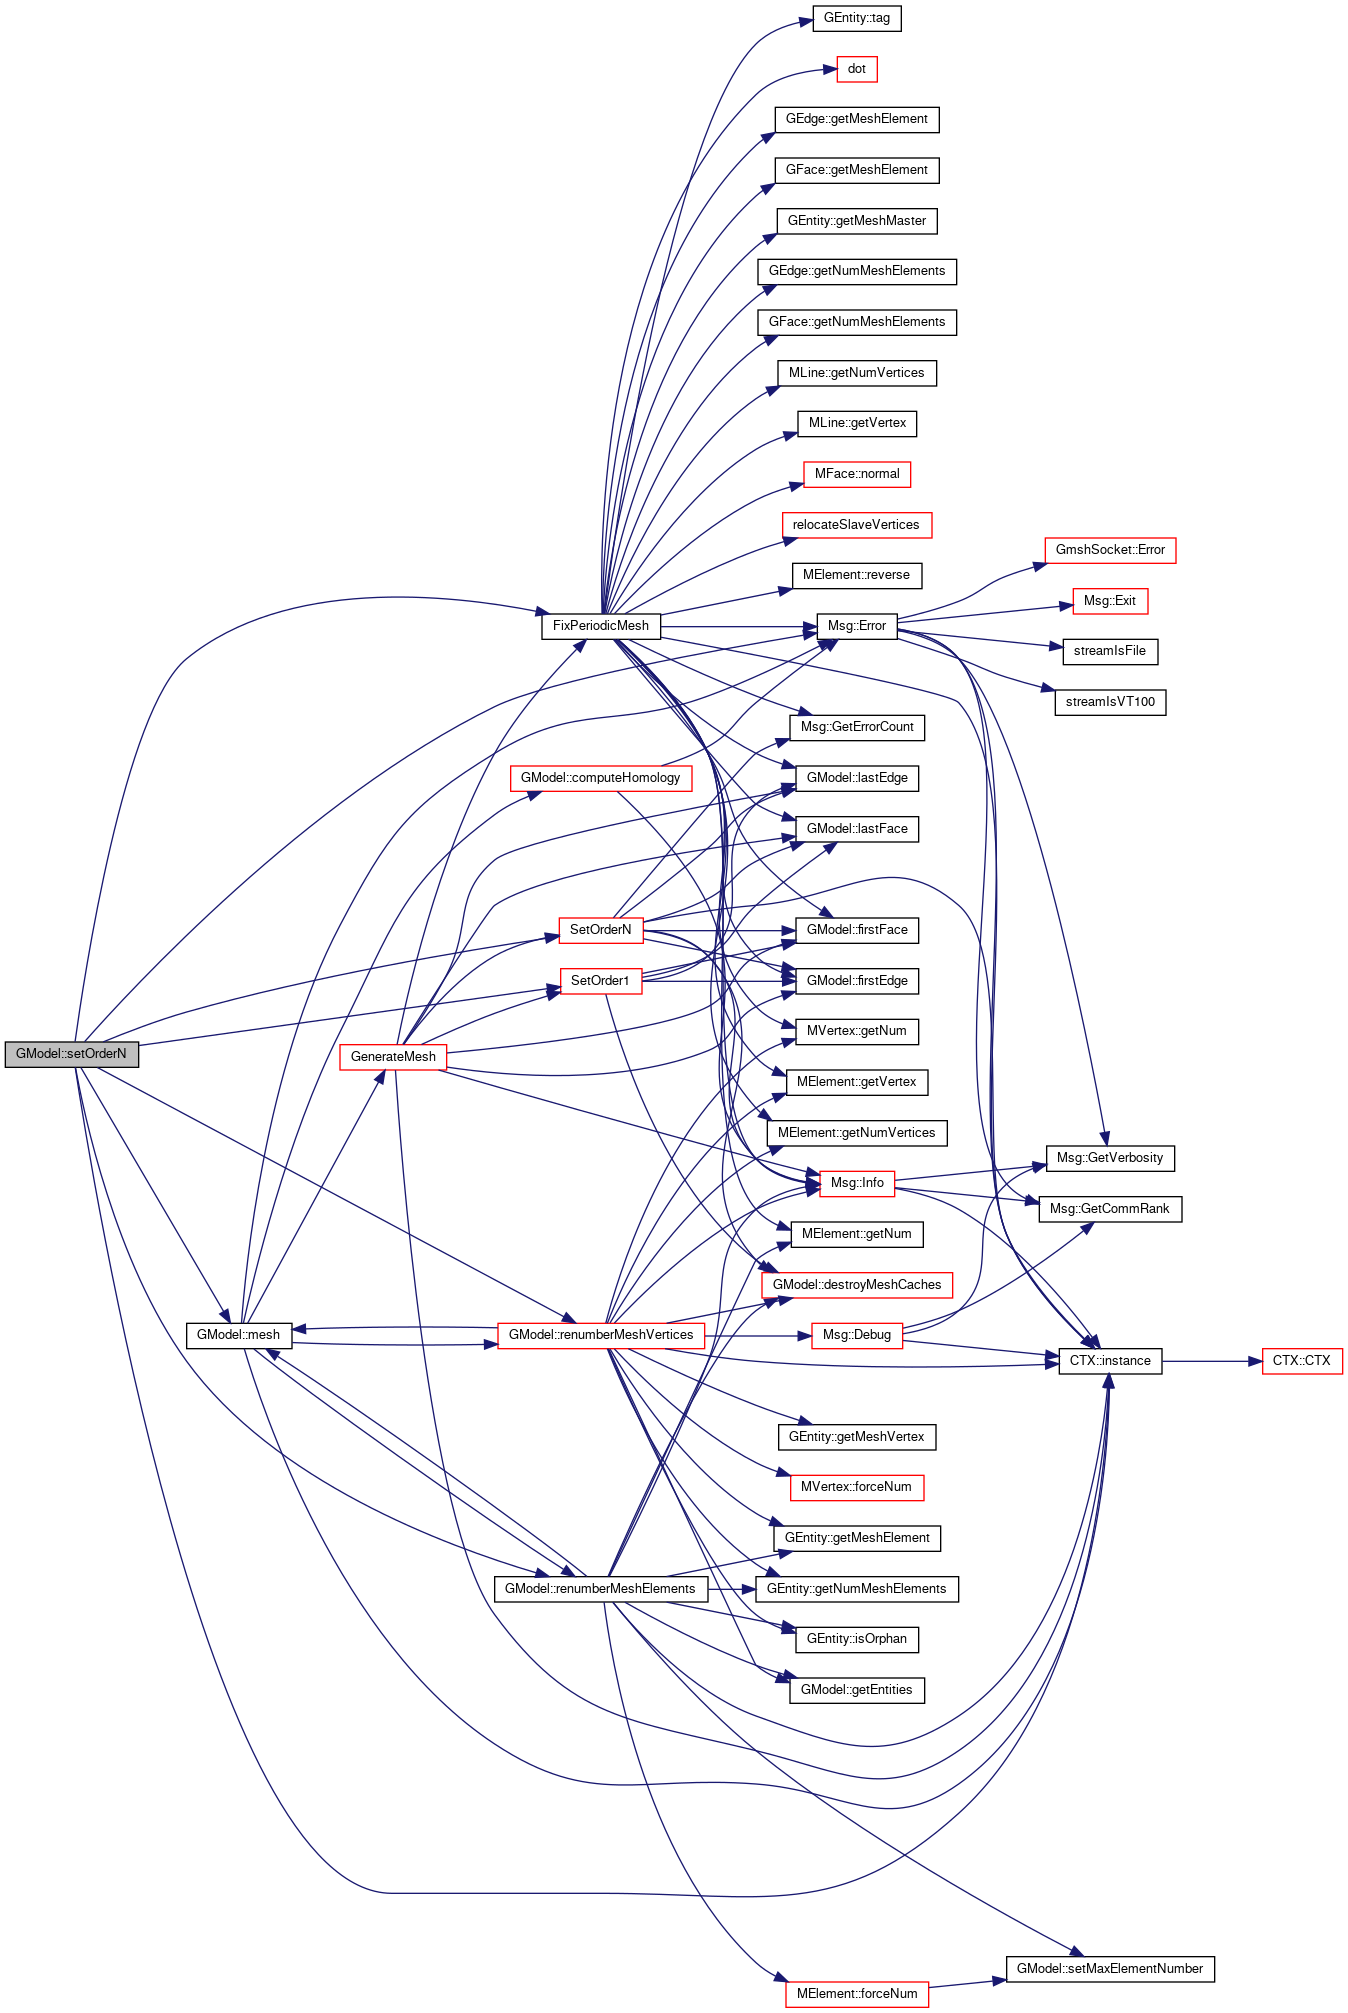 GEntity::tag
dot
GEdge::getMeshElement
GFace::getMeshElement
GEntity::getMeshMaster
GEdge::getNumMeshElements
GFace::getNumMeshElements
MLine::getNumVertices
MLine::getVertex
MFace::normal
relocateSlaveVertices
GmshSocket::Error
MElement::reverse
Msg::Exit
FixPeriodicMesh
Msg::Error
streamIsFile
streamIsVT100
Msg::GetErrorCount
GModel::computeHomology
GModel::lastEdge
GModel::lastFace
SetOrderN
GModel::firstFace
SetOrder1
GModel::firstEdge
MVertex::getNum
GModel::setOrderN
GenerateMesh
MElement::getVertex
MElement::getNumVertices
Msg::GetVerbosity
Msg::Info
Msg::GetCommRank
MElement::getNum
GModel::destroyMeshCaches
GModel::mesh
GModel::renumberMeshVertices
Msg::Debug
CTX::instance
CTX::CTX
GEntity::getMeshVertex
MVertex::forceNum
GEntity::getMeshElement
GModel::renumberMeshElements
GEntity::getNumMeshElements
GEntity::isOrphan
GModel::getEntities
GModel::setMaxElementNumber
MElement::forceNum